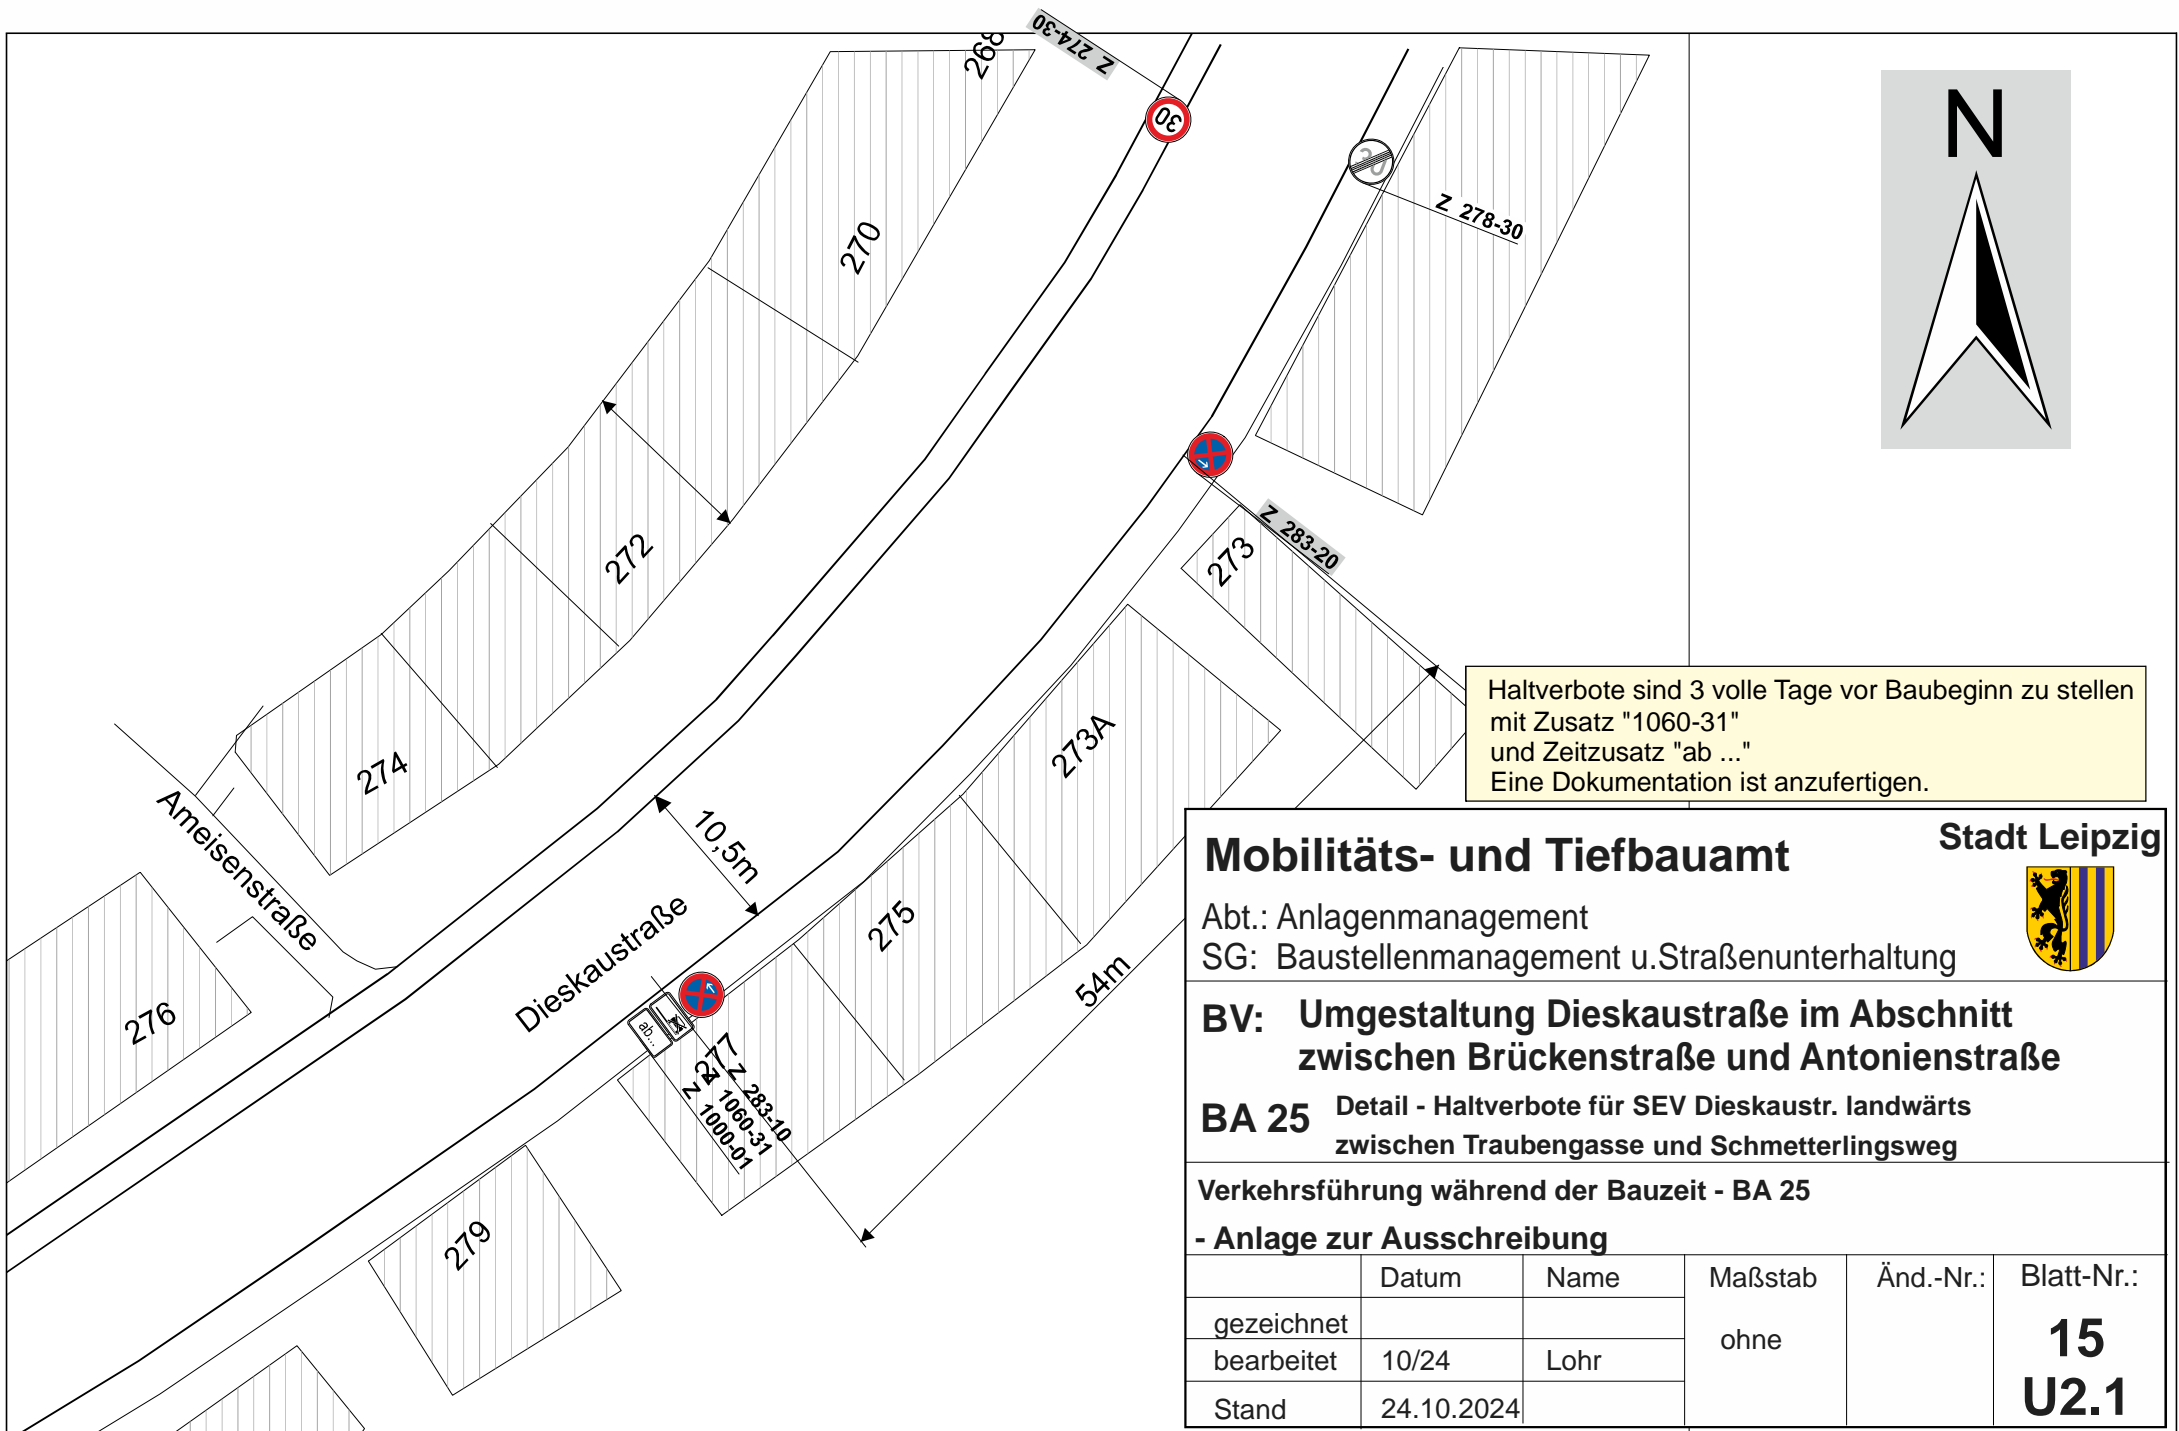 Z 274-30
30
268
30
Z 278-30
N
270
272
274
276
Z 283-20
273
273A
275
277
279
Ameisenstraße
Dieskaustraße
10,5m
54m
ab...
Z 283-10
Z 1060-31
Z 1000-01
Haltverbote sind 3 volle Tage vor Baubeginn zu stellen
mit Zusatz "1060-31"
und Zeitzusatz "ab ..."
Eine Dokumentation ist anzufertigen.
Mobilitäts- und Tiefbauamt
Stadt Leipzig
Abt.: Anlagenmanagement
SG: Baustellenmanagement u.Straßenunterhaltung
BV: Umgestaltung Dieskaustraße im Abschnitt
zwischen Brückenstraße und Antonienstraße
BA 25 Detail - Haltverbote für SEV Dieskaustr. landwärts
zwischen Traubengasse und Schmetterlingsweg
Verkehrsführung während der Bauzeit - BA 25
- Anlage zur Ausschreibung
Datum Name Maßstab Änd.-Nr.: Blatt-Nr.:
gezeichnet
ohne 15
bearbeitet 10/24 Lohr
Stand 24.10.2024 U2.1